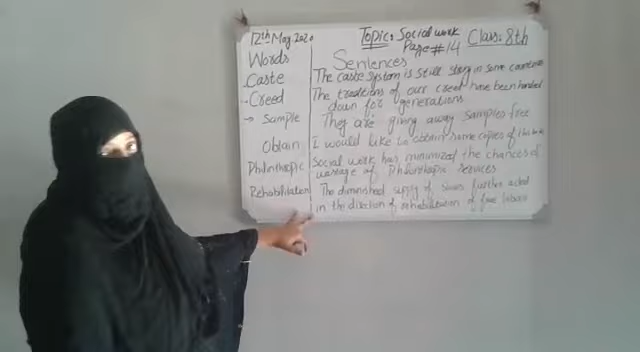 12th May 2020 Topic: Social work Class: 8th
Page # 14
Words Sentences
Caste The caste system is still strong in some countries
Creed The traditions of our creed have been handed
down for generations
Sample They are giving away samples free
Obtain I would like to obtain some copies of this book
Philinthropic Social work has minimized the chances of
wastage of Philanthropic services
Rehabilitation The diminished supply of slaves further acted
in the direction of rehabilitation of free labour